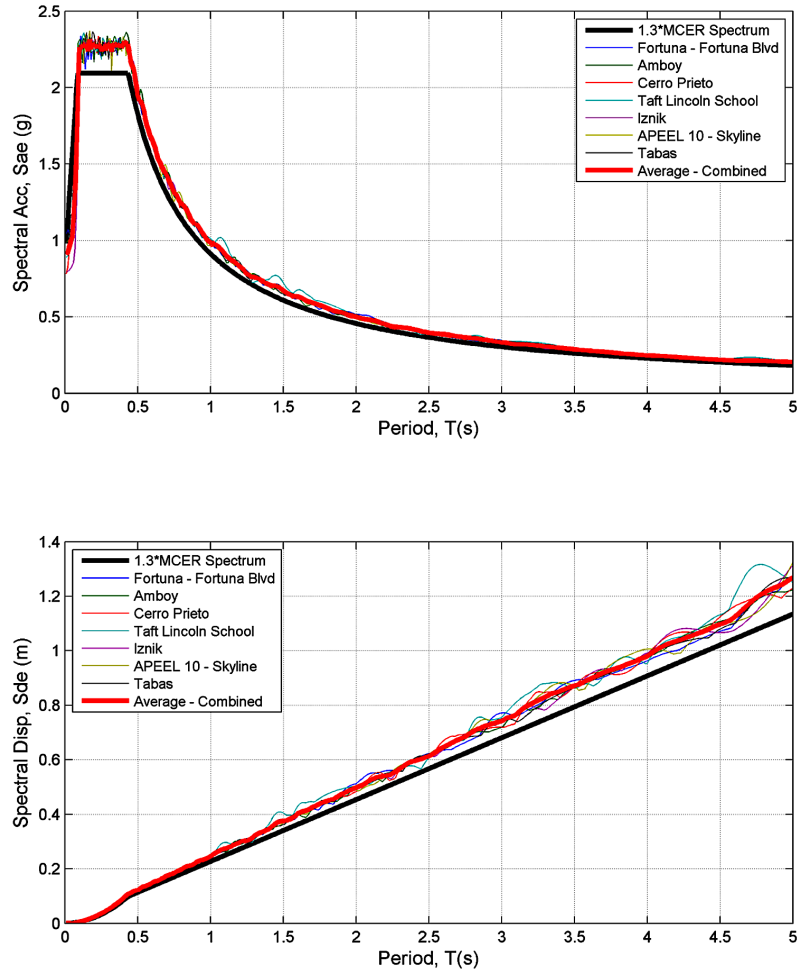 2.5
2
1.5
1
0.5
0
Spectral Acc, Sae (g)
1.3*MCER Spectrum
Fortuna - Fortuna Blvd
Amboy
Cerro Prieto
Taft Lincoln School
Iznik
APEEL 10 - Skyline
Tabas
Average - Combined
0 0.5 1 1.5 2 2.5 3 3.5 4 4.5 5
Period, T(s)
1.4
1.2
1
0.8
0.6
0.4
0.2
0
Spectral Disp, Sde (m)
1.3*MCER Spectrum
Fortuna - Fortuna Blvd
Amboy
Cerro Prieto
Taft Lincoln School
Iznik
APEEL 10 - Skyline
Tabas
Average - Combined
0 0.5 1 1.5 2 2.5 3 3.5 4 4.5 5
Period, T(s)